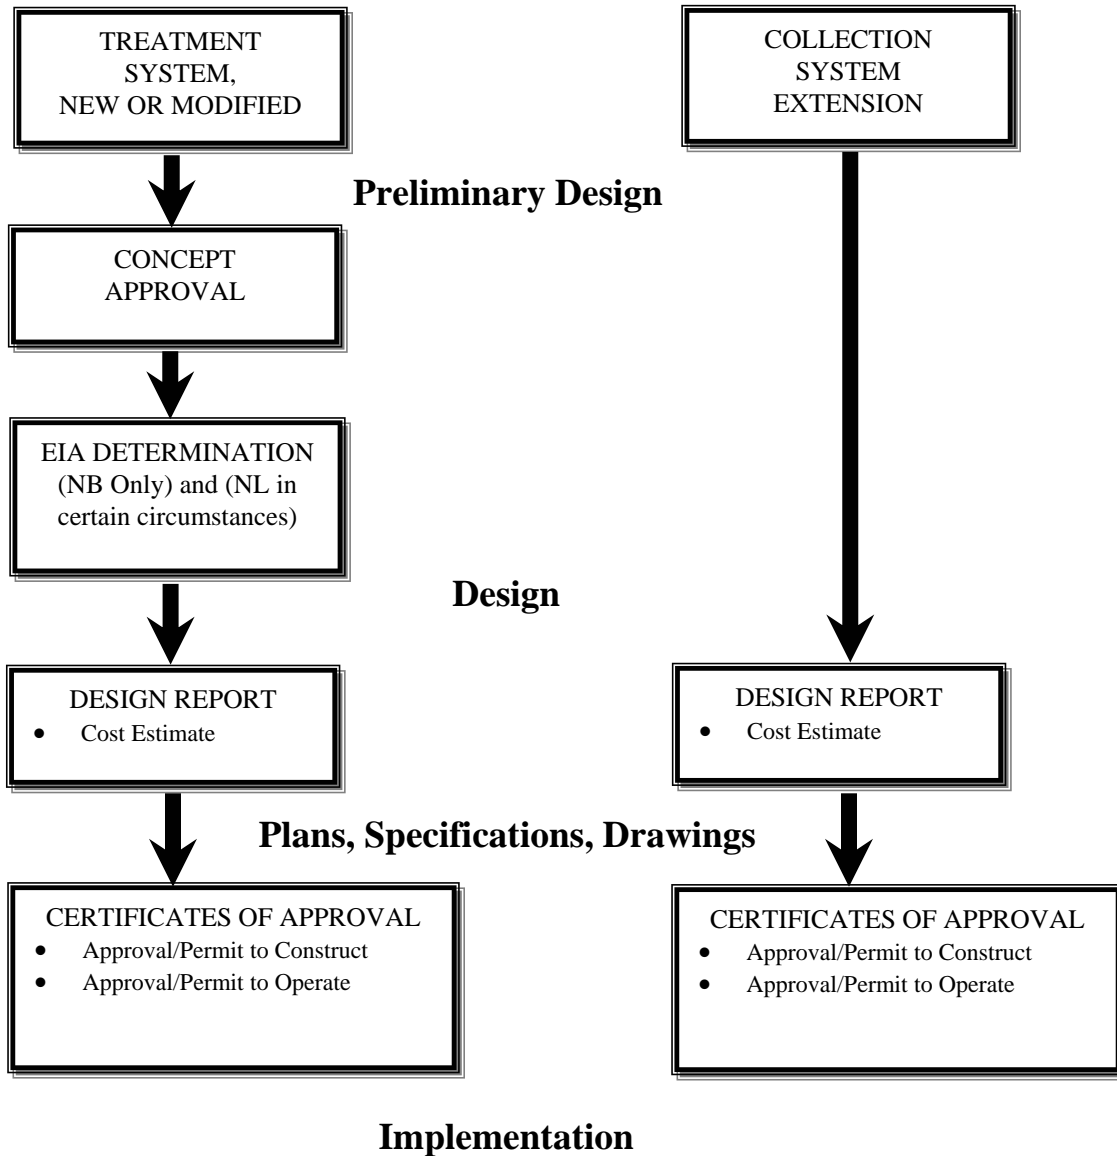 TREATMENT
SYSTEM,
NEW OR MODIFIED
COLLECTION
SYSTEM
EXTENSION
Preliminary Design
CONCEPT
APPROVAL
EIA DETERMINATION
(NB Only) and (NL in
certain circumstances)
Design
DESIGN REPORT
• Cost Estimate
DESIGN REPORT
• Cost Estimate
Plans, Specifications, Drawings
CERTIFICATES OF APPROVAL
• Approval/Permit to Construct
• Approval/Permit to Operate
CERTIFICATES OF APPROVAL
• Approval/Permit to Construct
• Approval/Permit to Operate
Implementation